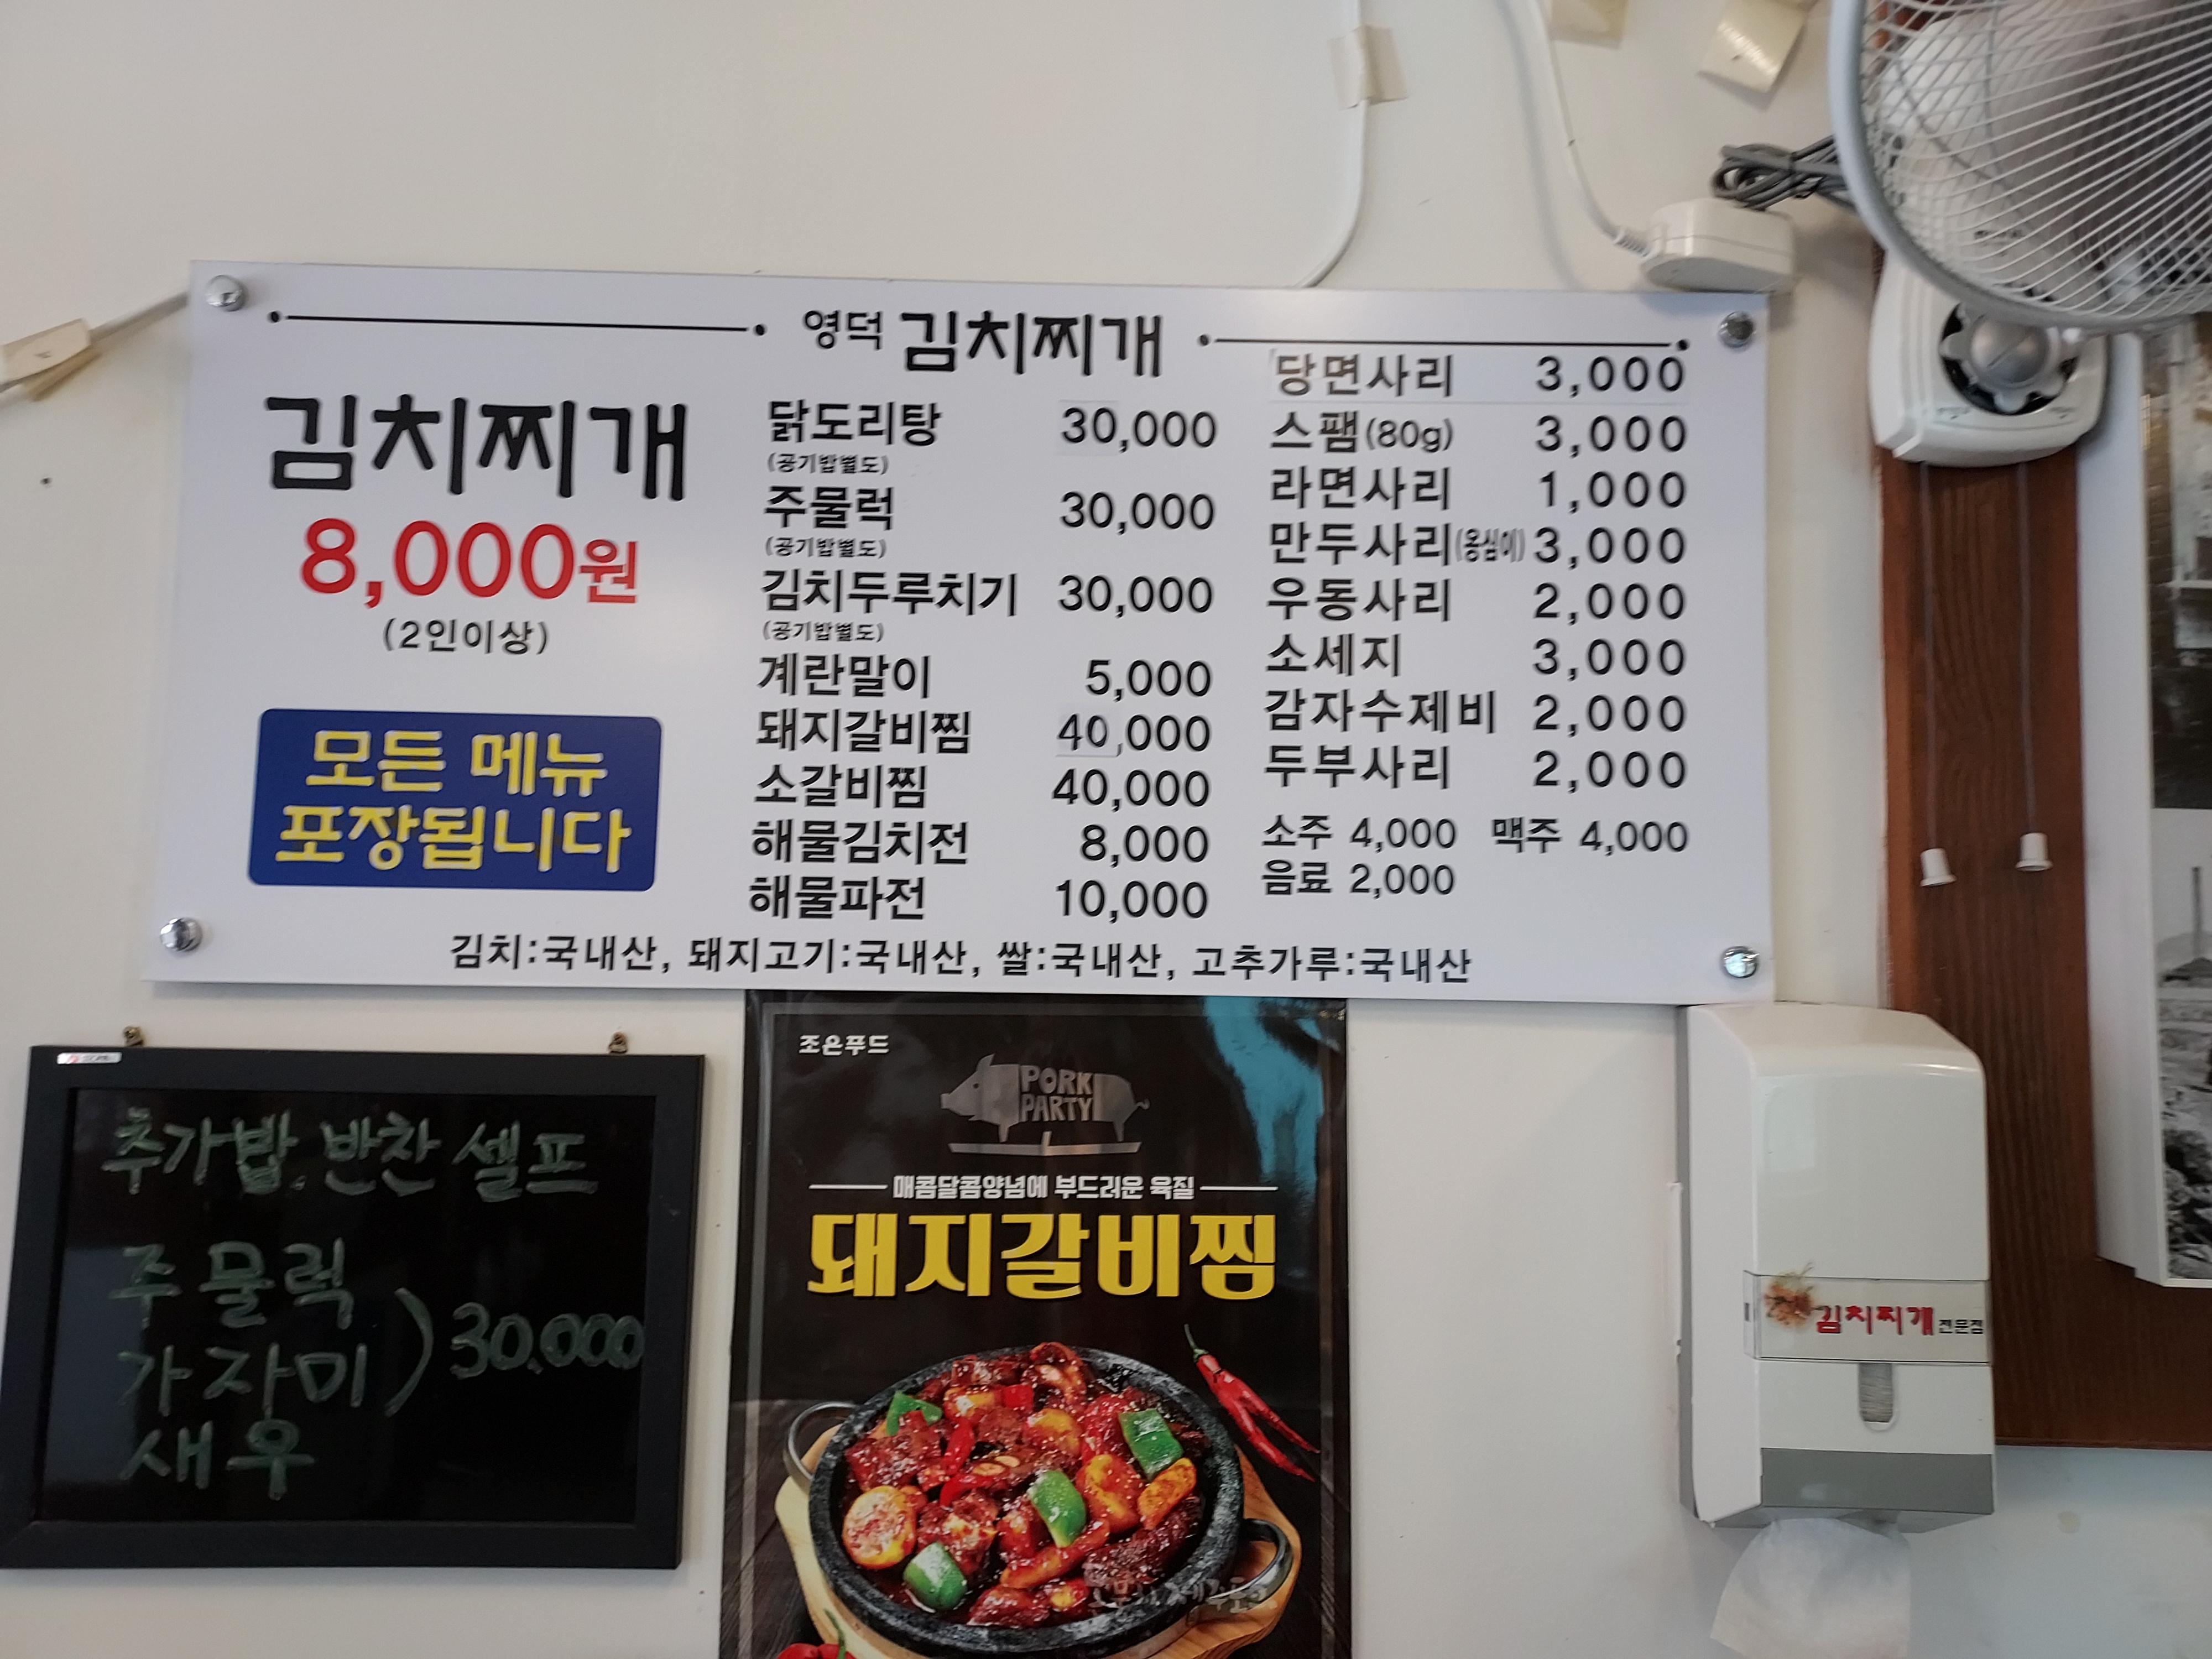 영덕 김치찌개
김치찌개
8,000원
(2인이상)
모든 메뉴
포장됩니다
닭도리탕 30,000
(공기밥별도)
주물럭 30,000
(공기밥별도)
김치두루치기 30,000
(공기밥별도)
계란말이 5,000
돼지갈비찜 40,000
소갈비찜 40,000
해물김치전 8,000
해물파전 10,000
당면사리 3,000
스팸(80g) 3,000
라면사리 1,000
만두사리(옹심이) 3,000
우동사리 2,000
소세지 3,000
감자수제비 2,000
두부사리 2,000
소주 4,000 맥주 4,000
음료 2,000
김치:국내산, 돼지고기:국내산, 쌀:국내산, 고추가루:국내산
추가밥. 반찬 셀프
주물럭
가자미 ) 30.000
새우
조은푸드
PORK
PARTY
매콤달콤양념에 부드러운 육질
돼지갈비찜
김치찌개 전문점